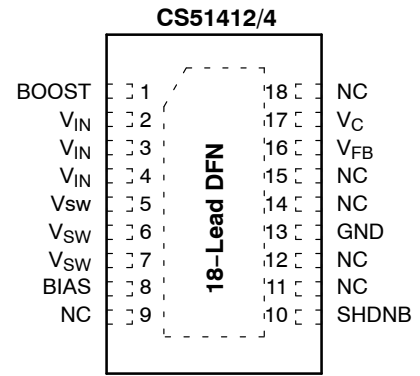 CS51412/4
BOOST 1 18 NC
VIN 2 17 VC
VIN 3 16 VFB
VIN 4 15 NC
Vsw 5 14 NC
VSW 6 13 GND
VSW 7 12 NC
BIAS 8 11 NC
NC 9 10 SHDNB
18−Lead DFN